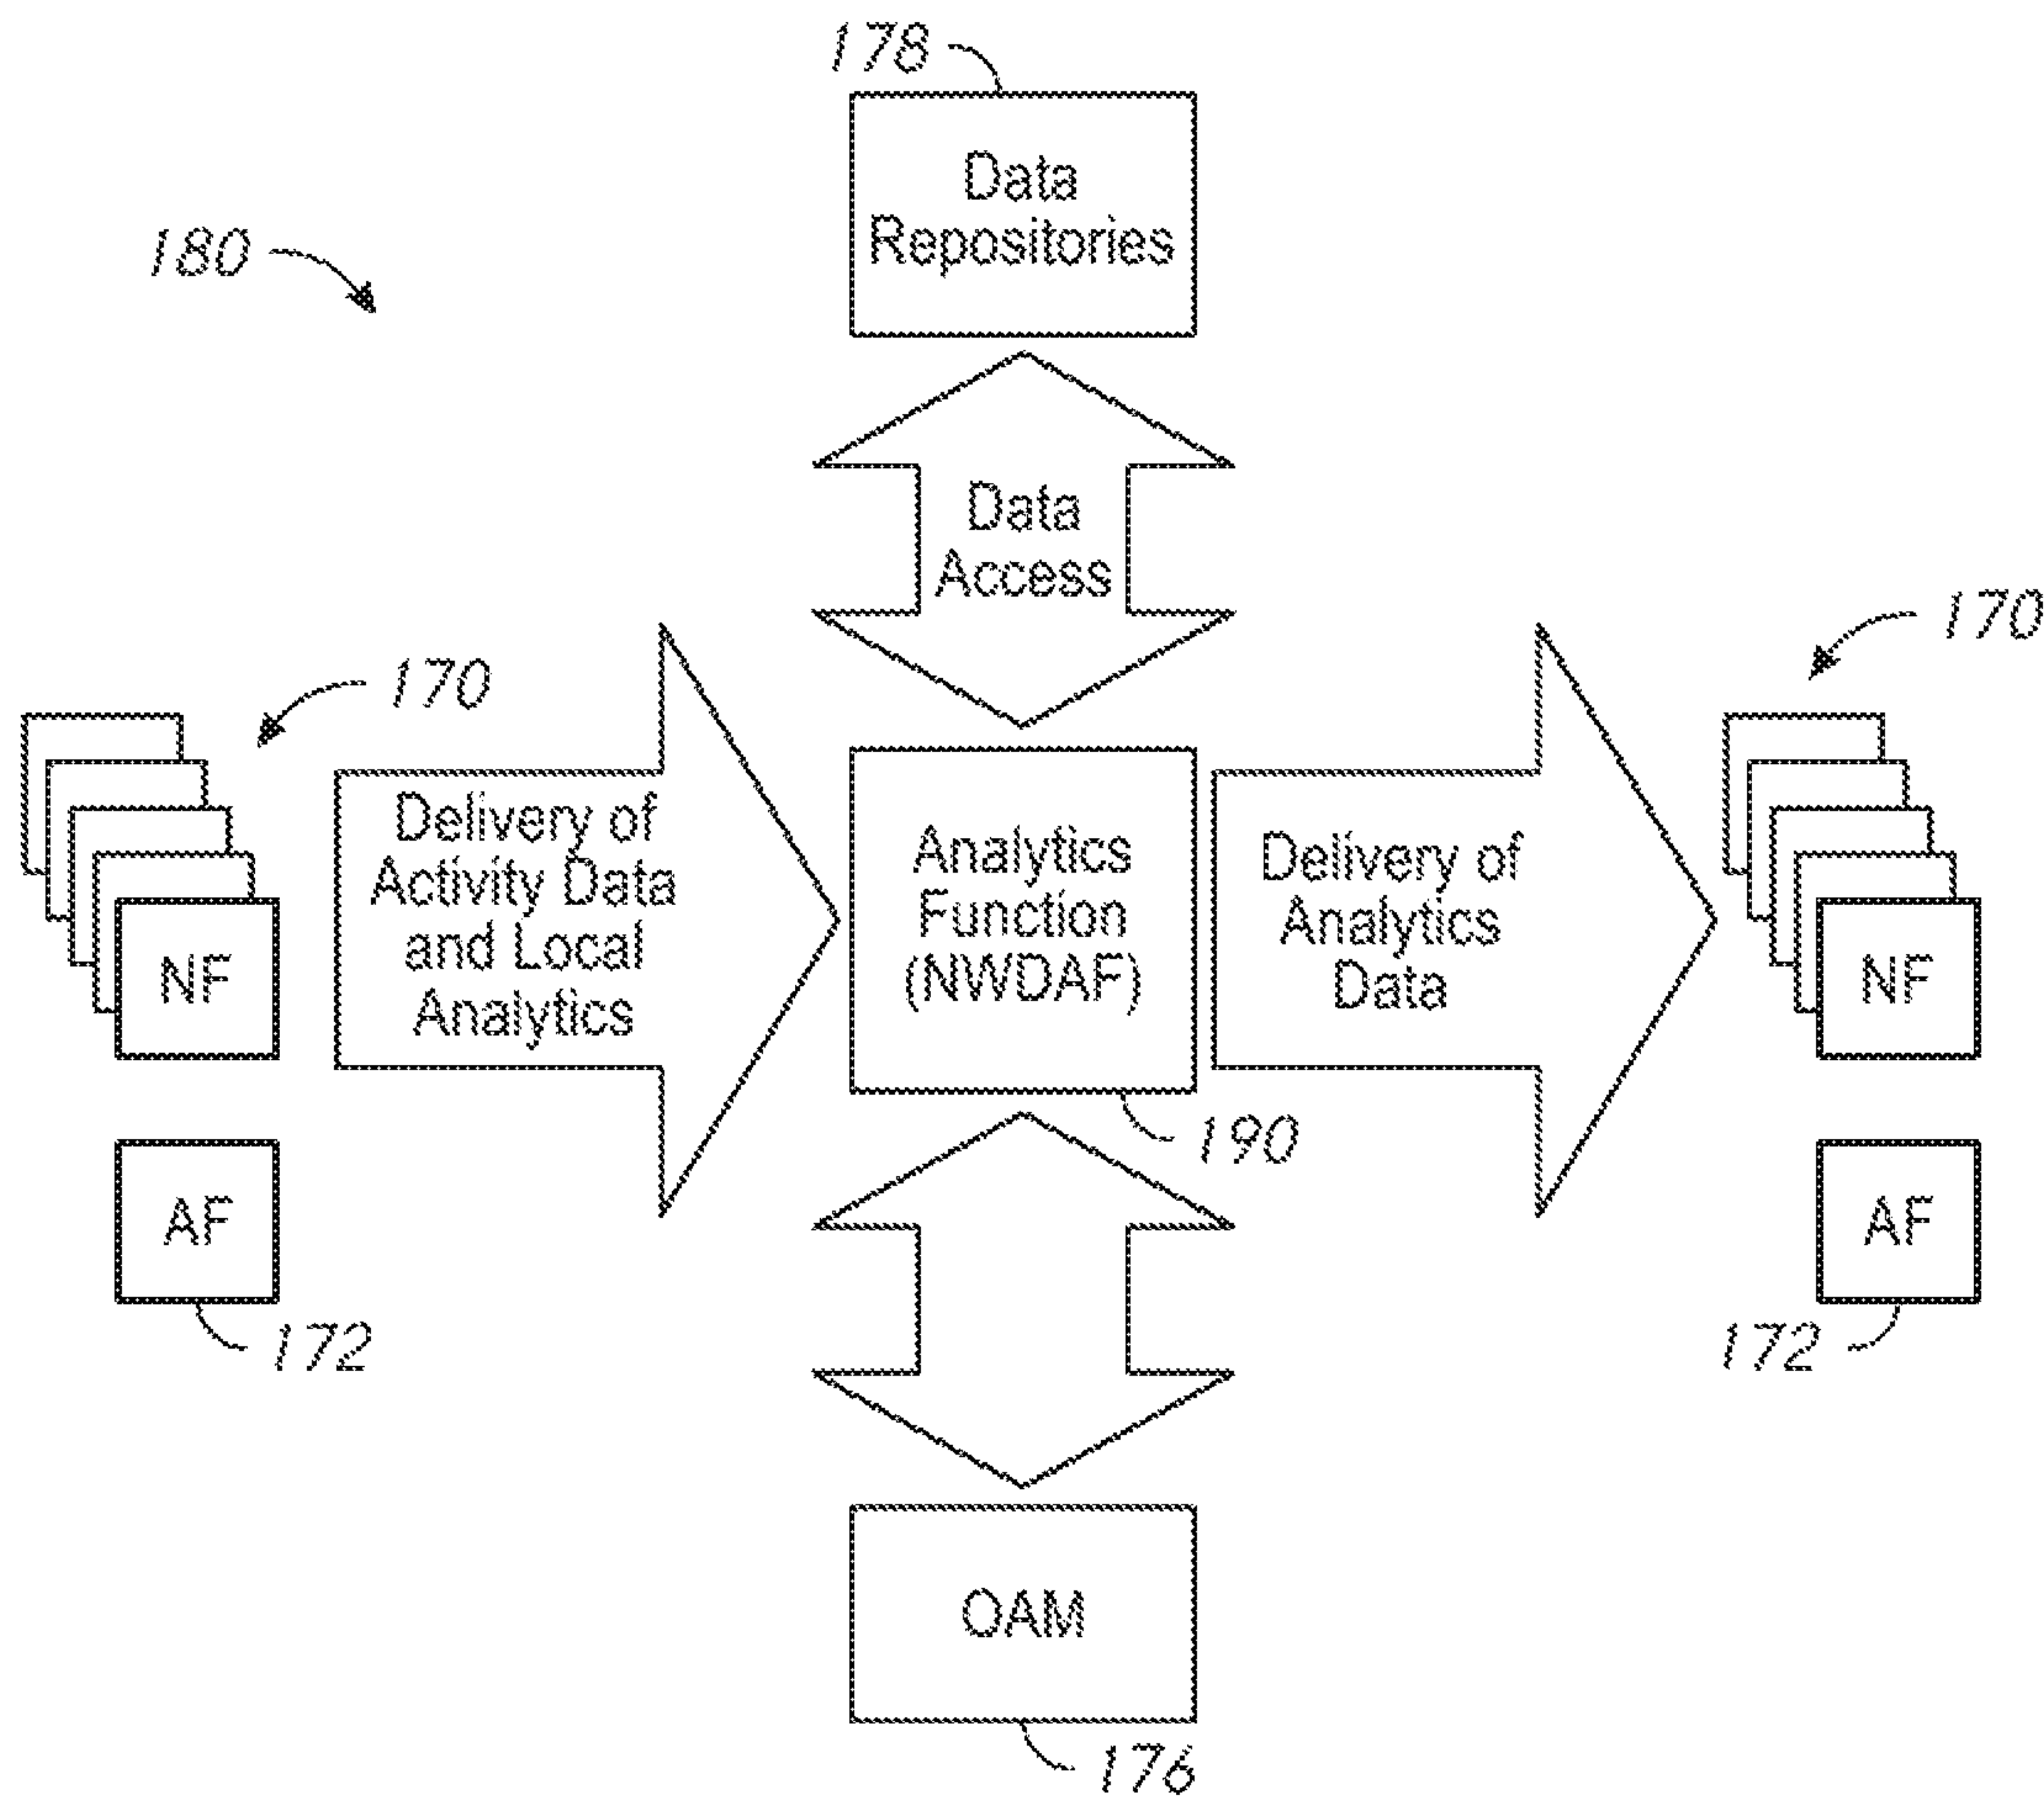 178
Data
Repositories
180
Data
Access
170
170
Delivery of
Activity Data
and Local
Analytics
Analytics
Function
(NWDAF)
Delivery of
Analytics
Data
NF
NF
190
AF
AF
172
172
OAM
176